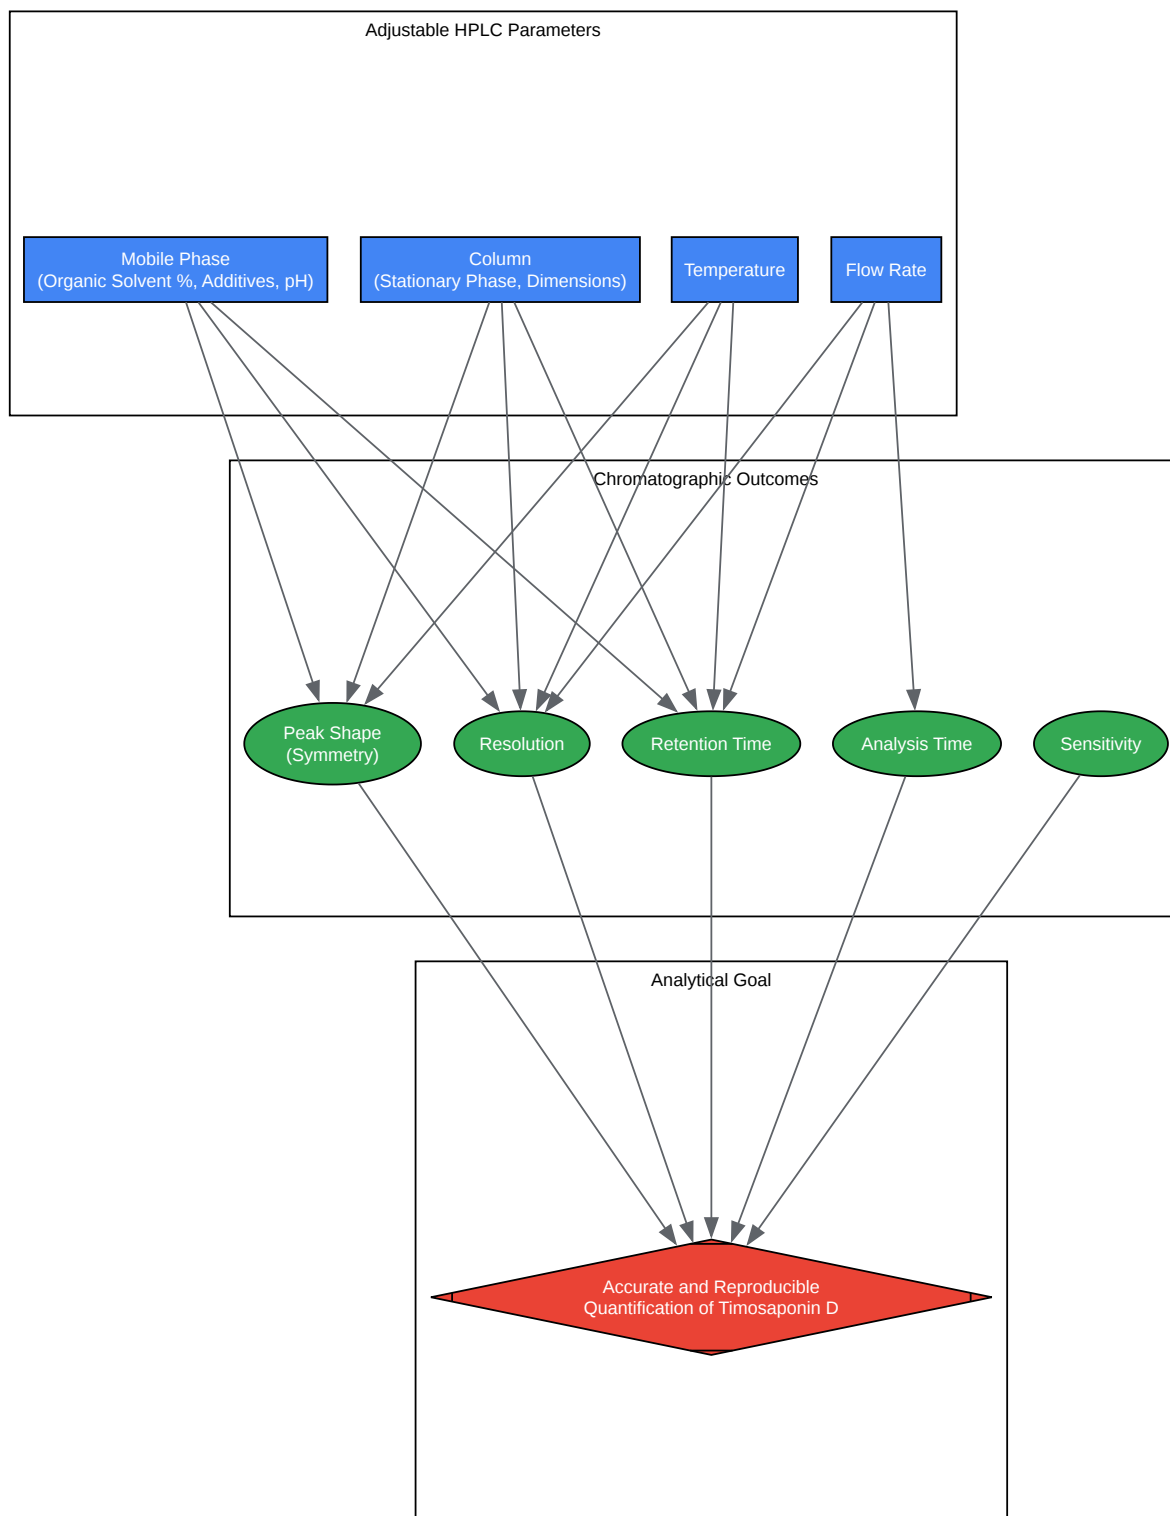 Adjustable HPLC Parameters
Mobile Phase
(Organic Solvent %, Additives, pH)
Column
(Stationary Phase, Dimensions)
Temperature
Flow Rate
Chromatographic Outcomes
Peak Shape
(Symmetry)
Resolution
Retention Time
Analysis Time
Sensitivity
Analytical Goal
Accurate and Reproducible
Quantification of Timosaponin D